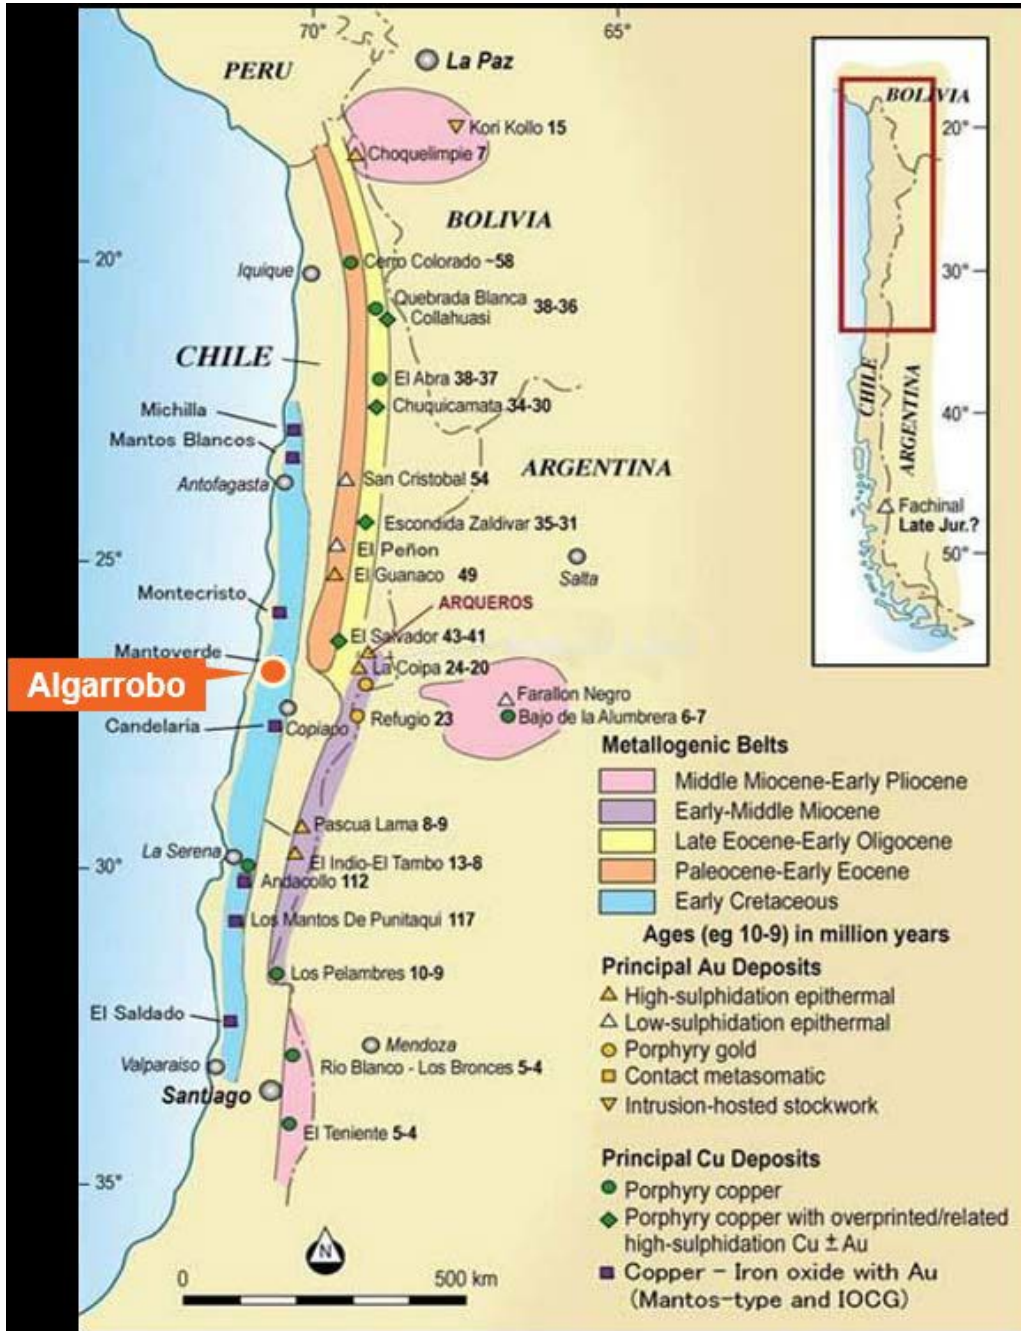 70°
65°
PERU
La Paz
BOLIVIA
20°
Kori Kollo 15
Choquelimpie 7
BOLIVIA
20°
Cerro Colorado ~58
Iquique
Quebrada Blanca
Collahuasi
38-36
30°
CHILE
El Abra 38-37
Michilla
Chuquicamata 34-30
Mantos Blancos
CHILE
ARGENTINA
40°
ARGENTINA
Antofagasta
San Cristobal 54
Fachinal
Late Jur.?
Escondida Zaldivar 35-31
50°
25°
El Peñon
El Guanaco 49
Salta
Montecristo
ARQUEROS
El Salvador 43-41
Mantoverde
La Coipa 24-20
Algarrobo
Farallon Negro
Candelaria
Copiapo
Refugio 23
Bajo de la Alumbrera 6-7
Metallogenic Belts
Middle Miocene-Early Pliocene
Early-Middle Miocene
Late Eocene-Early Oligocene
Paleocene-Early Eocene
Early Cretaceous
Ages (eg 10-9) in million years
Pascua Lama 8-9
La Serena
El Indio-El Tambo 13-8
30°
Andacollo 112
Los Mantos De Punitaqui 117
Los Pelambres 10-9
El Saldado
Mendoza
Valparaiso
Rio Blanco - Los Bronces 5-4
Santiago
El Teniente 5-4
35°
Principal Au Deposits
High-sulphidation epithermal
Low-sulphidation epithermal
Porphyry gold
Contact metasomatic
Intrusion-hosted stockwork
Principal Cu Deposits
Porphyry copper
Porphyry copper with overprinted/related
high-sulphidation Cu ± Au
Copper - Iron oxide with Au
(Mantos-type and IOCG)
N
0
500 km